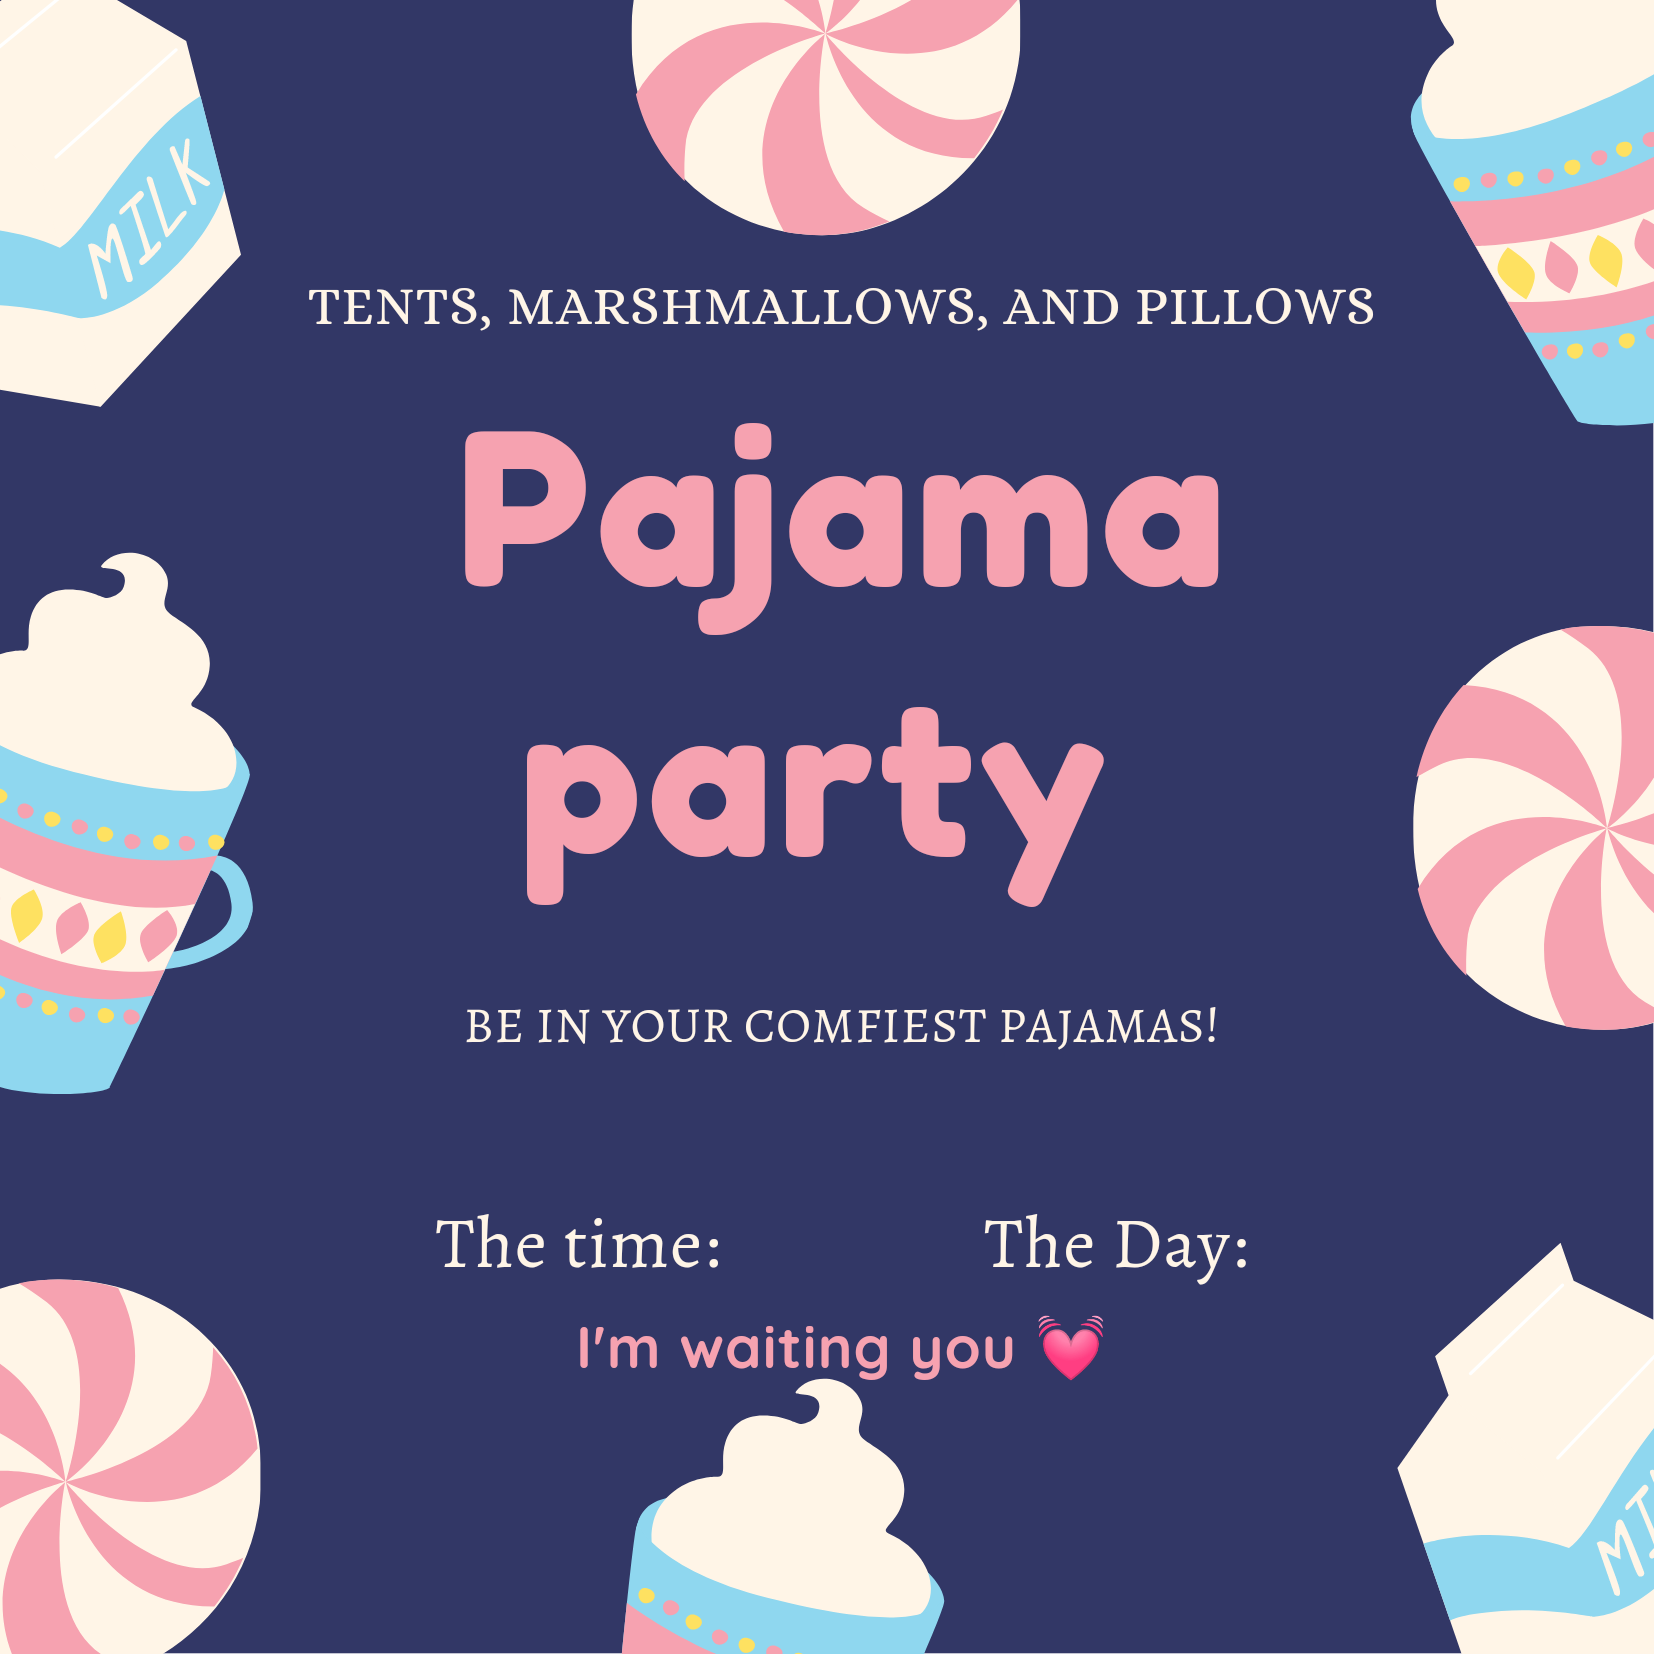 MILK
TENTS, MARSHMALLOWS, AND PILLOWS
Pajama
party
BE IN YOUR COMFIEST PAJAMAS!
The time:
The Day:
I'm waiting you 💓